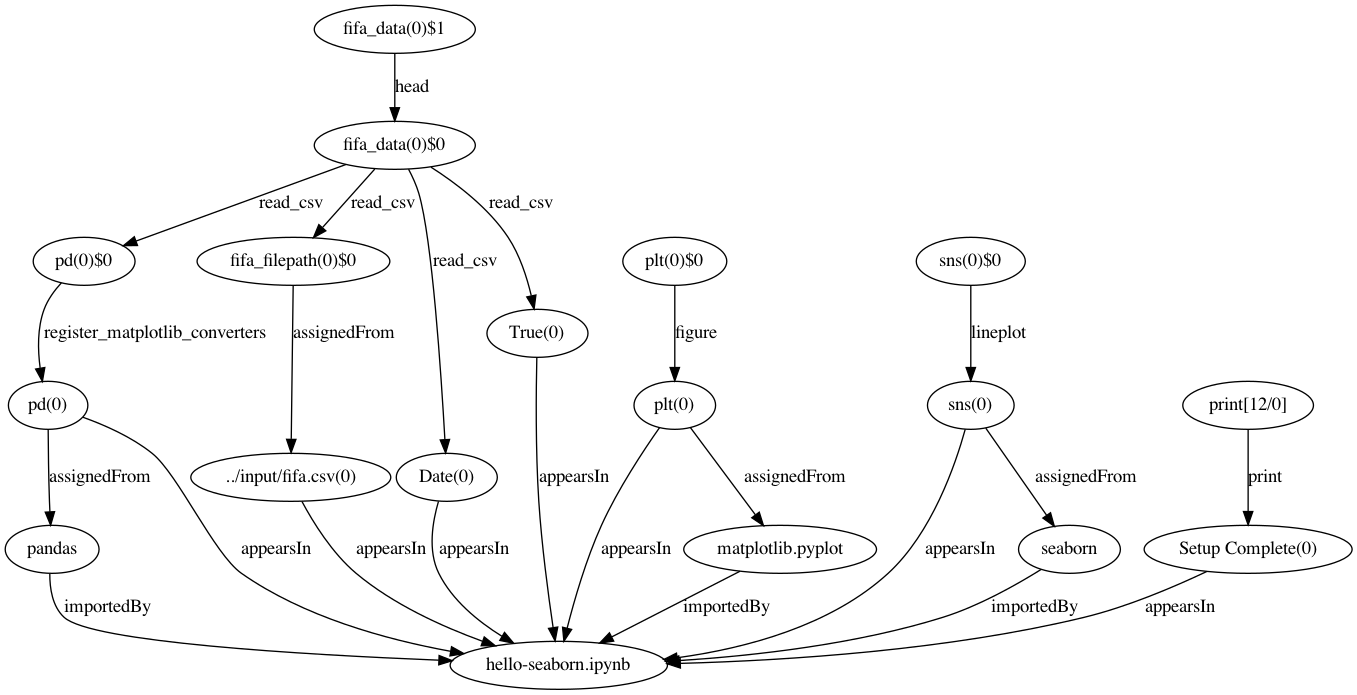 fifa_data(0)$1
head
fifa_data(0)$0
read_csv
read_csv
read_csv
read_csv
pd(0)$0
fifa_filepath(0)$0
plt(0)$0
sns(0)$0
register_matplotlib_converters
assignedFrom
True(0)
figure
lineplot
pd(0)
plt(0)
sns(0)
print[12/0]
assignedFrom
../input/fifa.csv(0)
Date(0)
appearsIn
assignedFrom
assignedFrom
print
pandas
appearsIn
appearsIn
appearsIn
appearsIn
matplotlib.pyplot
appearsIn
seaborn
Setup Complete(0)
importedBy
importedBy
importedBy
appearsIn
hello-seaborn.ipynb